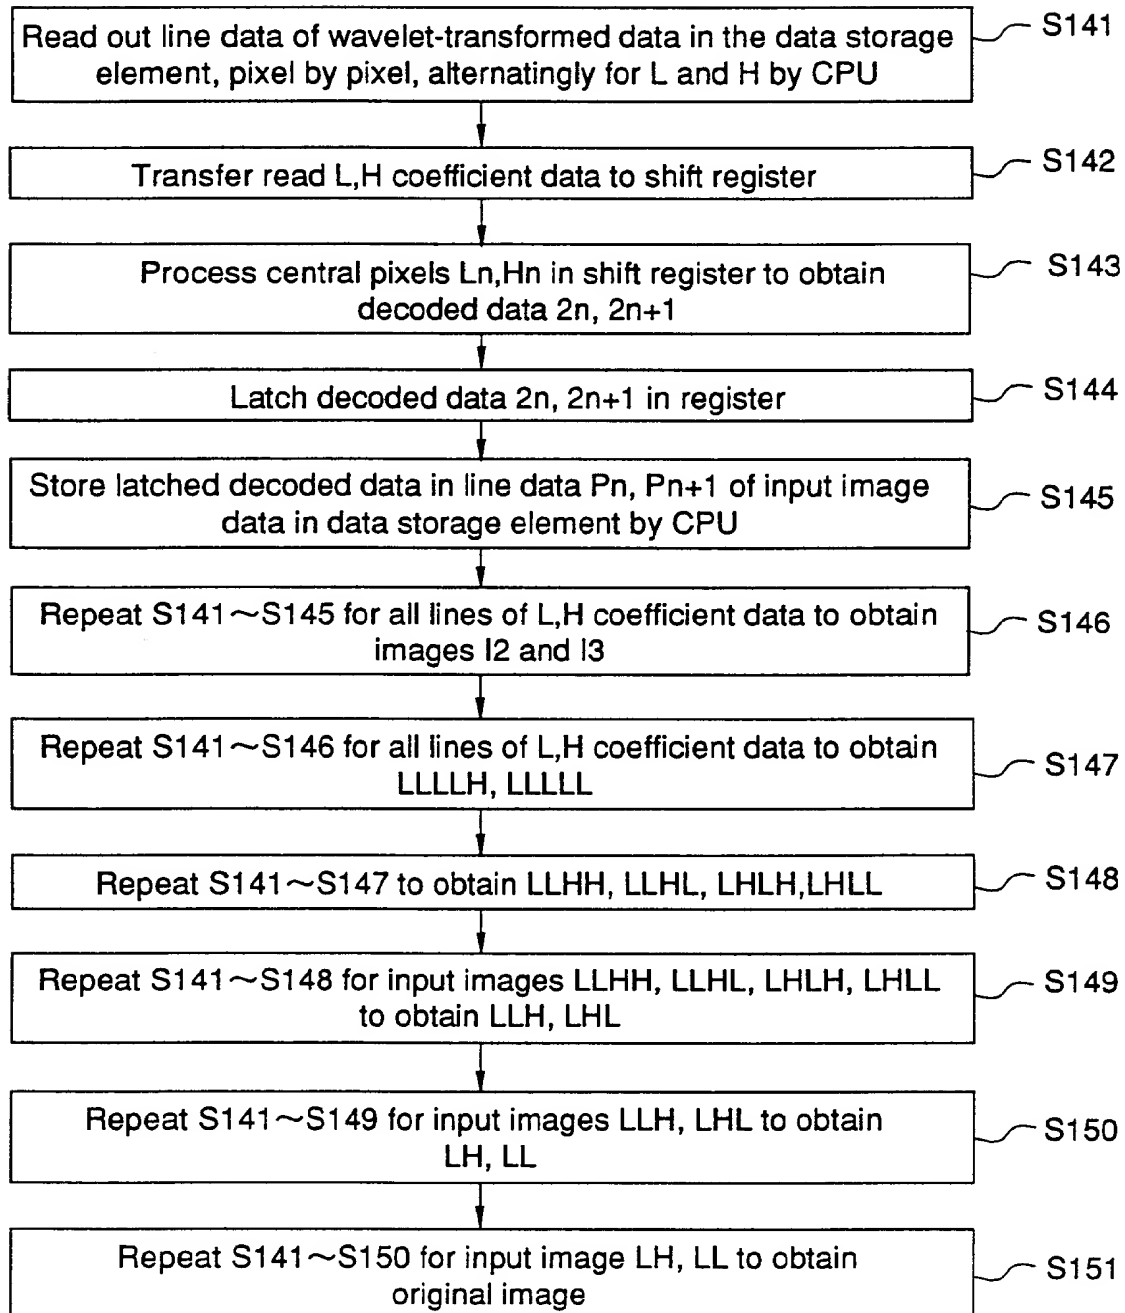 Read out line data of wavelet-transformed data in the data storage
element, pixel by pixel, alternatingly for L and H by CPU
S141
Transfer read L,H coefficient data to shift register
S142
Process central pixels Ln,Hn in shift register to obtain
decoded data 2n, 2n+1
S143
Latch decoded data 2n, 2n+1 in register
S144
Store latched decoded data in line data Pn, Pn+1 of input image
data in data storage element by CPU
S145
Repeat S141~S145 for all lines of L,H coefficient data to obtain
images I2 and I3
S146
Repeat S141~S146 for all lines of L,H coefficient data to obtain
LLLLH, LLLLL
S147
Repeat S141~S147 to obtain LLHH, LLHL, LHLH,LHLL
S148
Repeat S141~S148 for input images LLHH, LLHL, LHLH, LHLL
to obtain LLH, LHL
S149
Repeat S141~S149 for input images LLH, LHL to obtain
LH, LL
S150
Repeat S141~S150 for input image LH, LL to obtain
original image
S151